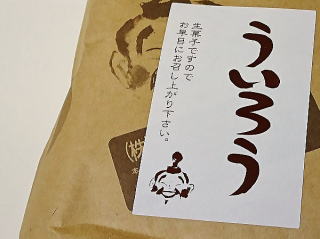 ういろう
生菓子ですので
お早目にお召し上がり下さい。
(株)